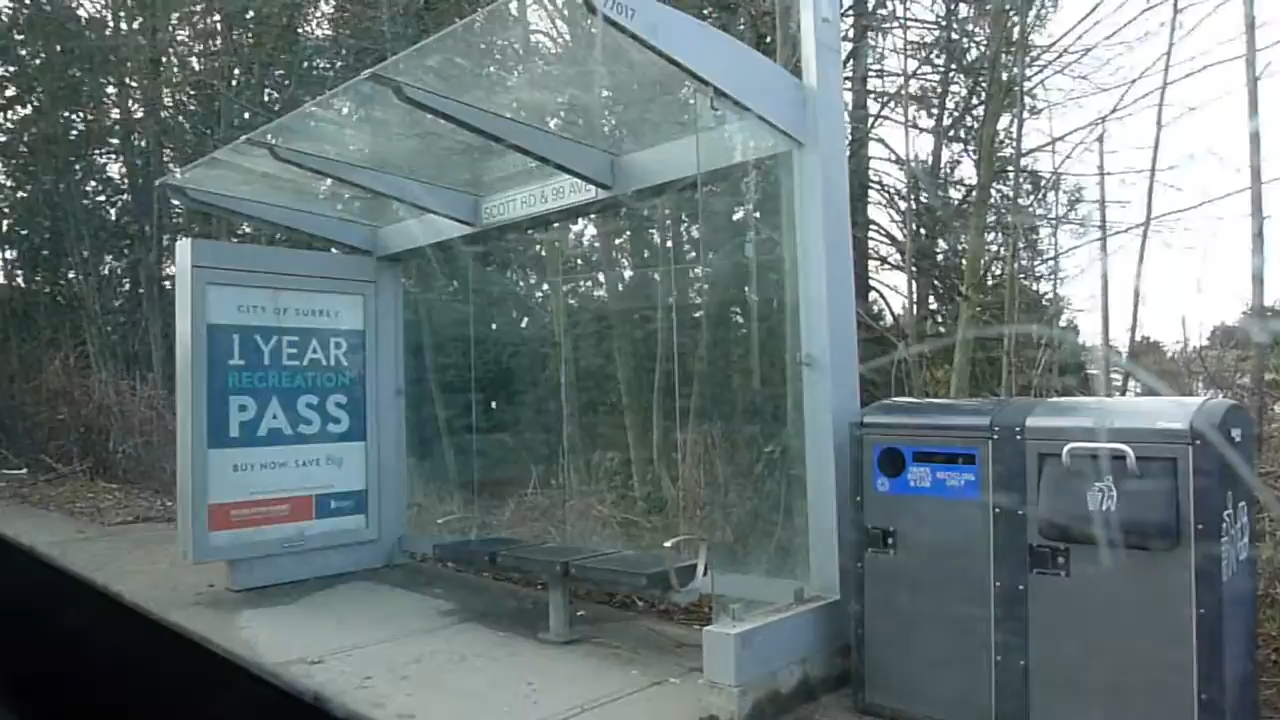 77017
SCOTT RD & 99 AVE
CITY OF SURREY
1 YEAR
RECREATION
PASS
BUY NOW. SAVE Big
RECYCLING
ONLY